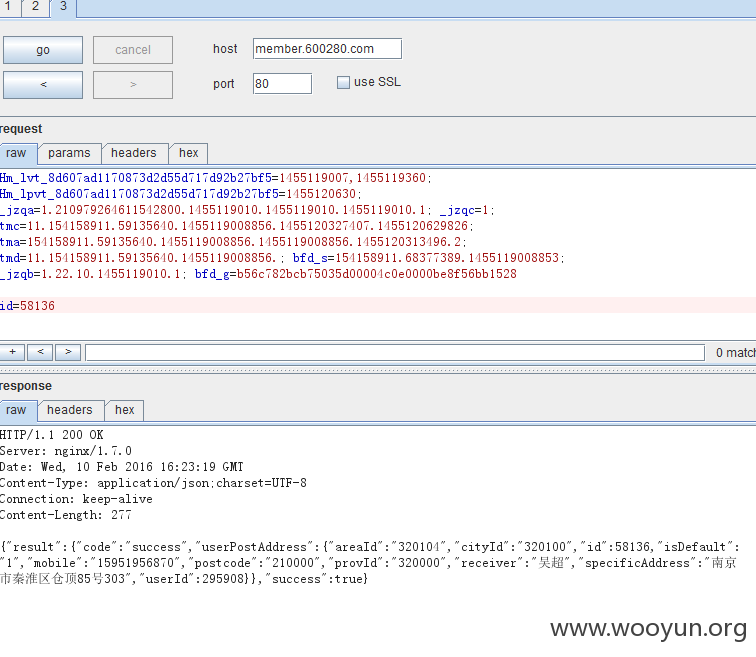 1 2 3
go cancel host member.600280.com
< > port 80 use SSL
request
raw params headers hex
Hm_lvt_8d607ad1170873d2d55d717d92b27bf5=1455119007,1455119360;
Hm_lpvt_8d607ad1170873d2d55d717d92b27bf5=1455120630;
_jzqa=1.210979264611542800.1455119010.1455119010.1455119010.1; _jzqc=1;
tmc=11.154158911.59135640.1455119008856.1455120327407.1455120629826;
tma=154158911.59135640.1455119008856.1455119008856.1455120313496.2;
tmd=11.154158911.59135640.1455119008856.; bfd_s=154158911.68377389.1455119008853;
_jzqb=1.22.10.1455119010.1; bfd_g=b56c782bcb75035d00004c0e0000be8f56bb1528
id=58136
+ < > 0 match
response
raw headers hex
HTTP/1.1 200 OK
Server: nginx/1.7.0
Date: Wed, 10 Feb 2016 16:23:19 GMT
Content-Type: application/json;charset=UTF-8
Connection: keep-alive
Content-Length: 277
{"result":{"code":"success","userPostAddress":{"areaId":"320104","cityId":"320100","id":58136,"isDefault":
"1","mobile":"15951956870","postcode":"210000","provId":"320000","receiver":"吴超","specificAddress":"南京
市秦淮区仓顶85号303","userId":295908}},"success":true}
www.wooyun.org